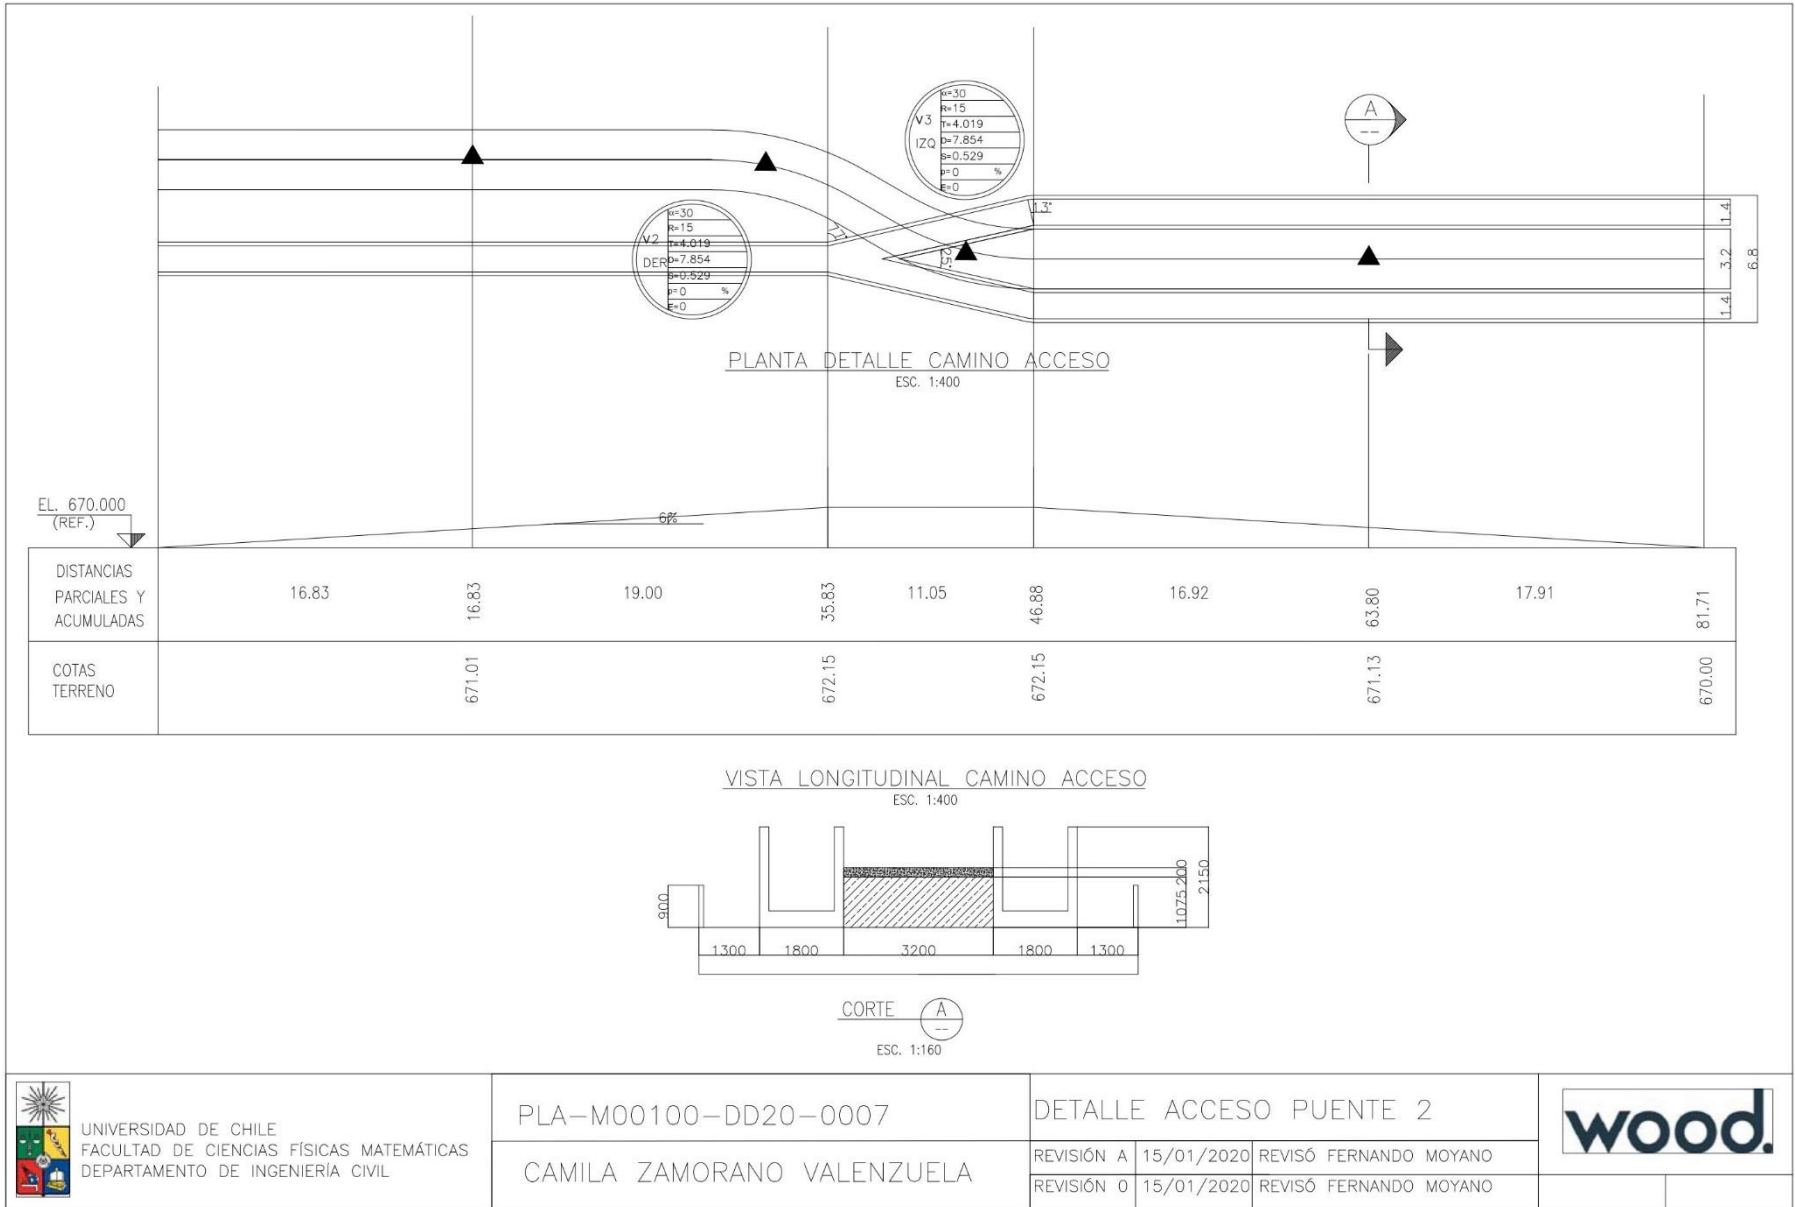 α=30
R=15
V3
T=4.019
IZQ
D=7.854
S=0.529
p=0 %
E=0
A
--
α=30
R=15
V2
T=4.019
DER
D=7.854
S=0.529
p=0 %
E=0
13°
77°
25°
1.4
3.2
6.8
1.4
PLANTA DETALLE CAMINO ACCESO
ESC. 1:400
EL. 670.000
(REF.)
6%
DISTANCIAS
PARCIALES Y
ACUMULADAS
16.83
16.83
19.00
35.83
11.05
46.88
16.92
63.80
17.91
81.71
COTAS
TERRENO
671.01
672.15
672.15
671.13
670.00
VISTA LONGITUDINAL CAMINO ACCESO
ESC. 1:400
900
1075
200
2150
1300
1800
3200
1800
1300
CORTE A
--
ESC. 1:160
UNIVERSIDAD DE CHILE
FACULTAD DE CIENCIAS FÍSICAS MATEMÁTICAS
DEPARTAMENTO DE INGENIERÍA CIVIL
PLA-M00100-DD20-0007
CAMILA ZAMORANO VALENZUELA
DETALLE ACCESO PUENTE 2
REVISIÓN A 15/01/2020 REVISÓ FERNANDO MOYANO
REVISIÓN 0 15/01/2020 REVISÓ FERNANDO MOYANO
wood.